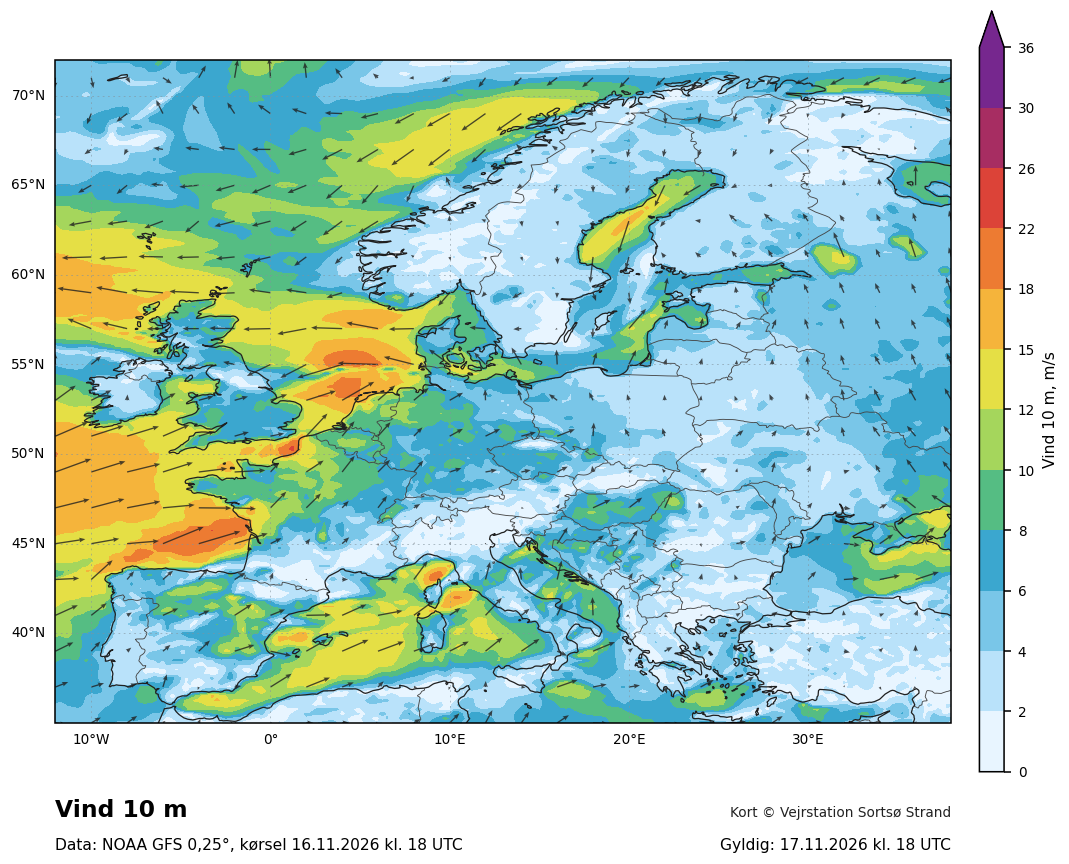 70°N
65°N
60°N
55°N
50°N
45°N
40°N
10°W
0°
10°E
20°E
30°E
36
30
26
22
18
15
12
10
8
6
4
2
0
Vind 10 m, m/s
Vind 10 m
Kort © Vejrstation Sortsø Strand
Data: NOAA GFS 0,25°, kørsel 16.11.2026 kl. 18 UTC
Gyldig: 17.11.2026 kl. 18 UTC